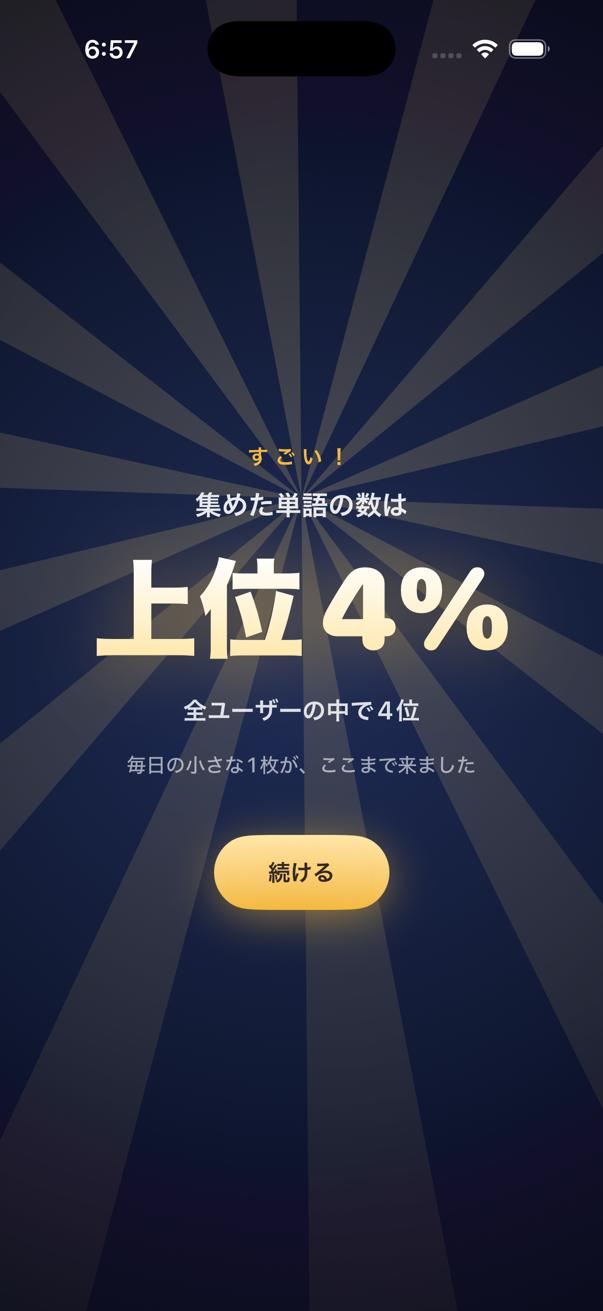 6:57
すごい！
集めた単語の数は
上位4%
全ユーザーの中で4位
毎日の小さな1枚が、ここまで来ました
続ける